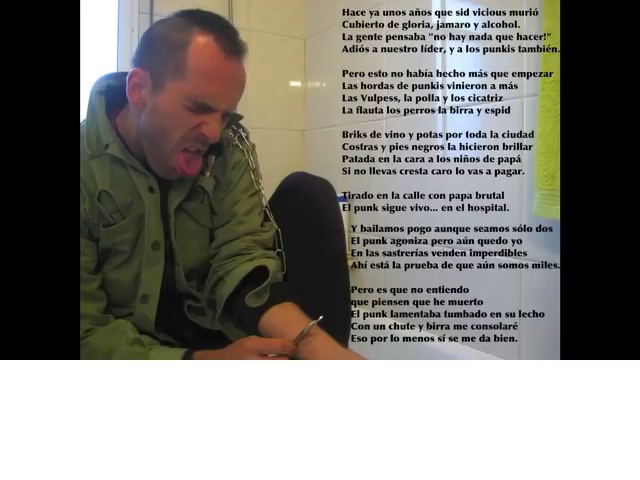 Hace ya unos años que sid vicious murió
Cubierto de gloria, jamaro y alcohol.
La gente pensaba "no hay nada que hacer!"
Adiós a nuestro líder, y a los punkis también.
Pero esto no había hecho más que empezar
Las hordas de punkis vinieron a más
Las Vulpess, la polla y los cicatriz
La flauta los perros la birra y espid
Briks de vino y potas por toda la ciudad
Costras y pies negros la hicieron brillar
Patada en la cara a los niños de papá
Si no llevas cresta caro lo vas a pagar.
Tirado en la calle con papa brutal
El punk sigue vivo... en el hospital.
Y bailamos pogo aunque seamos sólo dos
El punk agoniza pero aún quedo yo
En las sastrerías venden imperdibles
Ahí está la prueba de que aún somos miles.
Pero es que no entiendo
que piensen que he muerto
El punk lamentaba tumbado en su lecho
Con un chute y birra me consolaré
Eso por lo menos sí se me da bien.